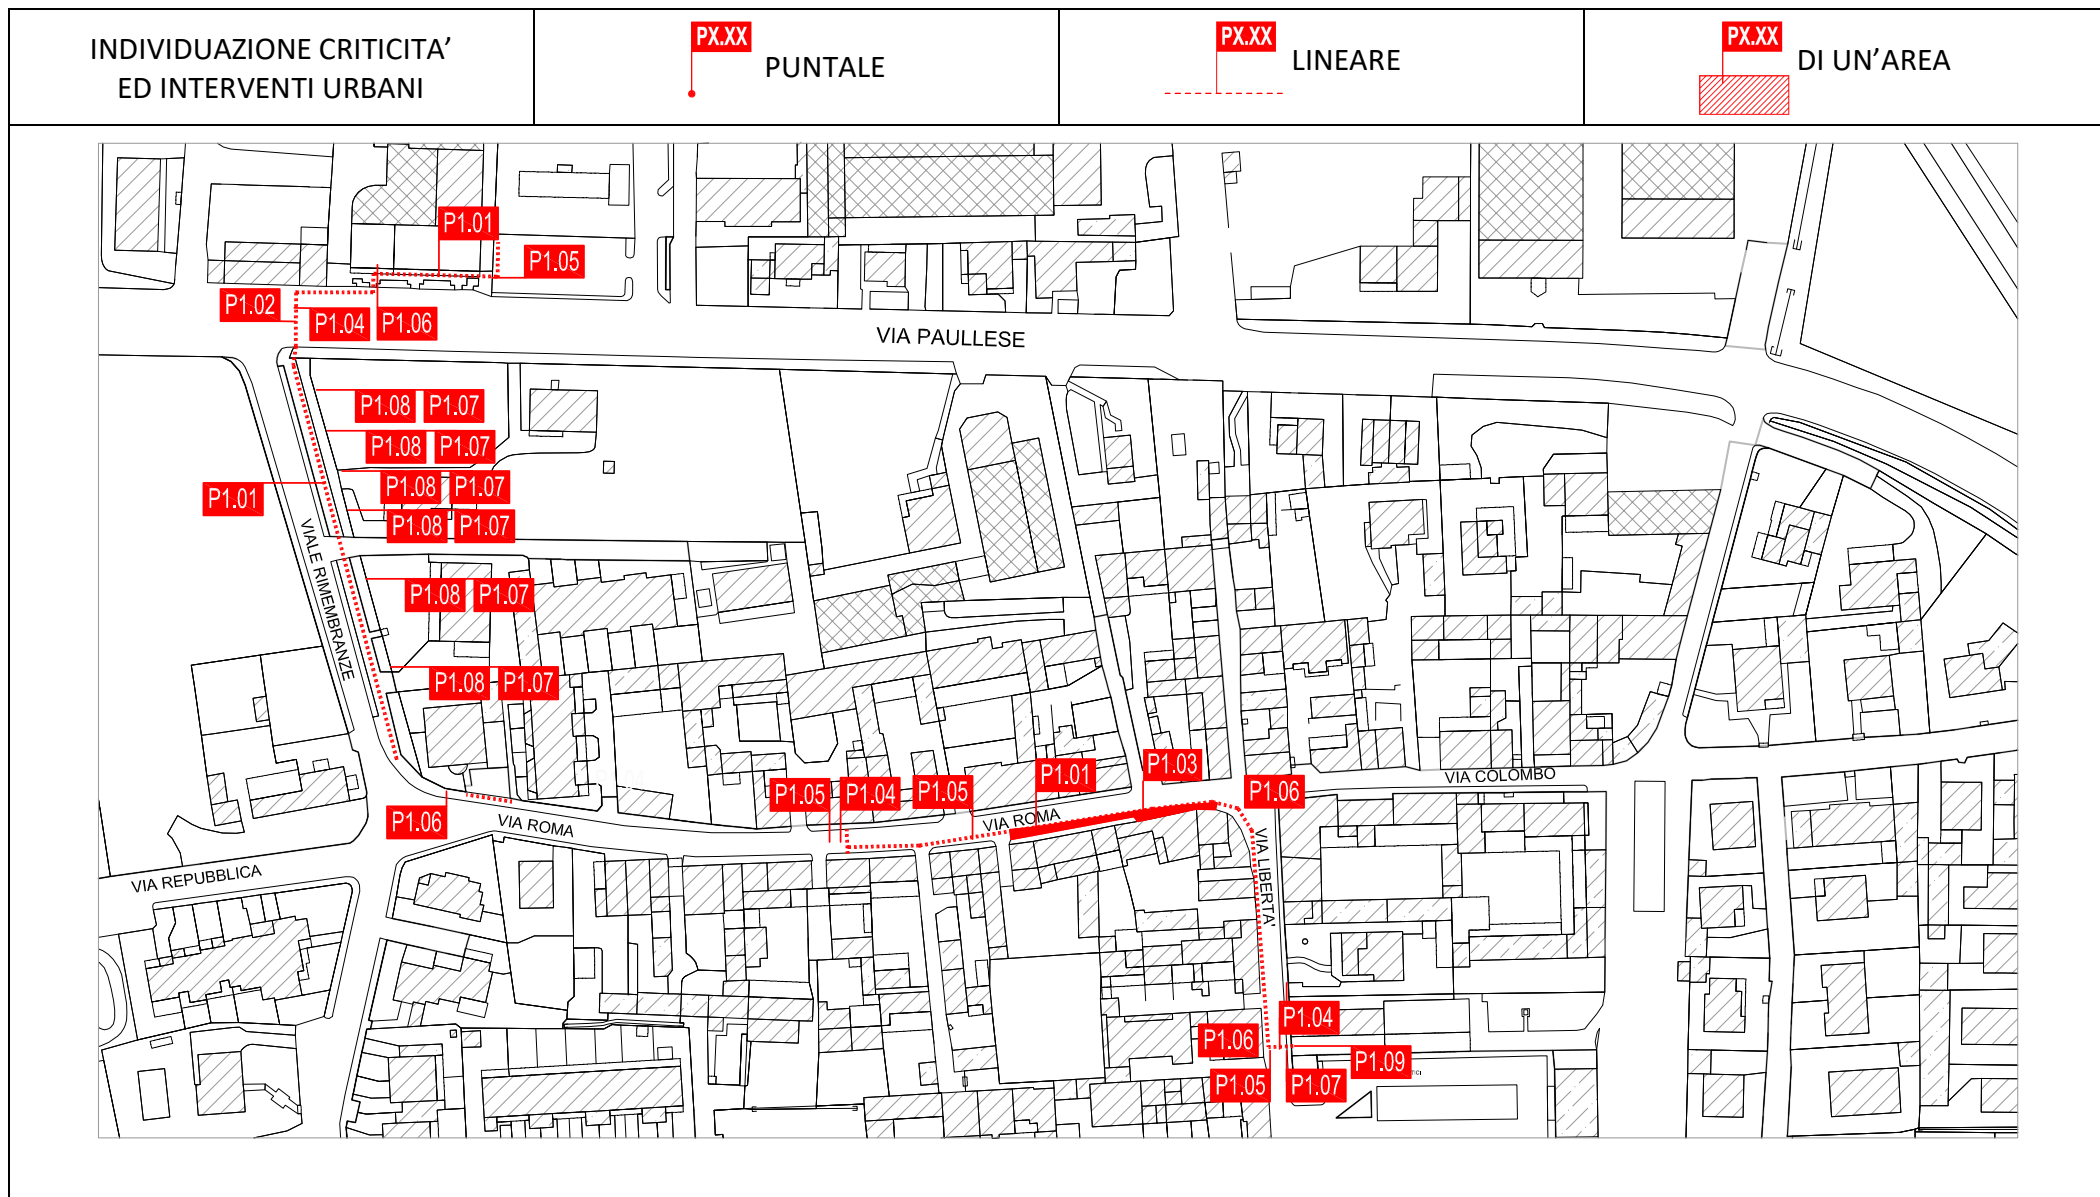 INDIVIDUAZIONE CRITICITA’
ED INTERVENTI URBANI
PX.XX
PUNTALE
PX.XX
LINEARE
PX.XX
DI UN’AREA
P1.01
P1.05
P1.02
P1.04
P1.06
VIA PAULLESE
P1.08 P1.07
P1.08 P1.07
P1.08 P1.07
P1.01
P1.08 P1.07
VIALE RIMEMBRANZE
P1.08 P1.07
P1.08 P1.07
P1.03
P1.01
VIA COLOMBO
P1.05
P1.04
P1.05
P1.06
P1.06
VIA ROMA
VIA ROMA
VIA LIBERTA'
VIA REPUBBLICA
P1.04
P1.06
P1.09
P1.05
P1.07